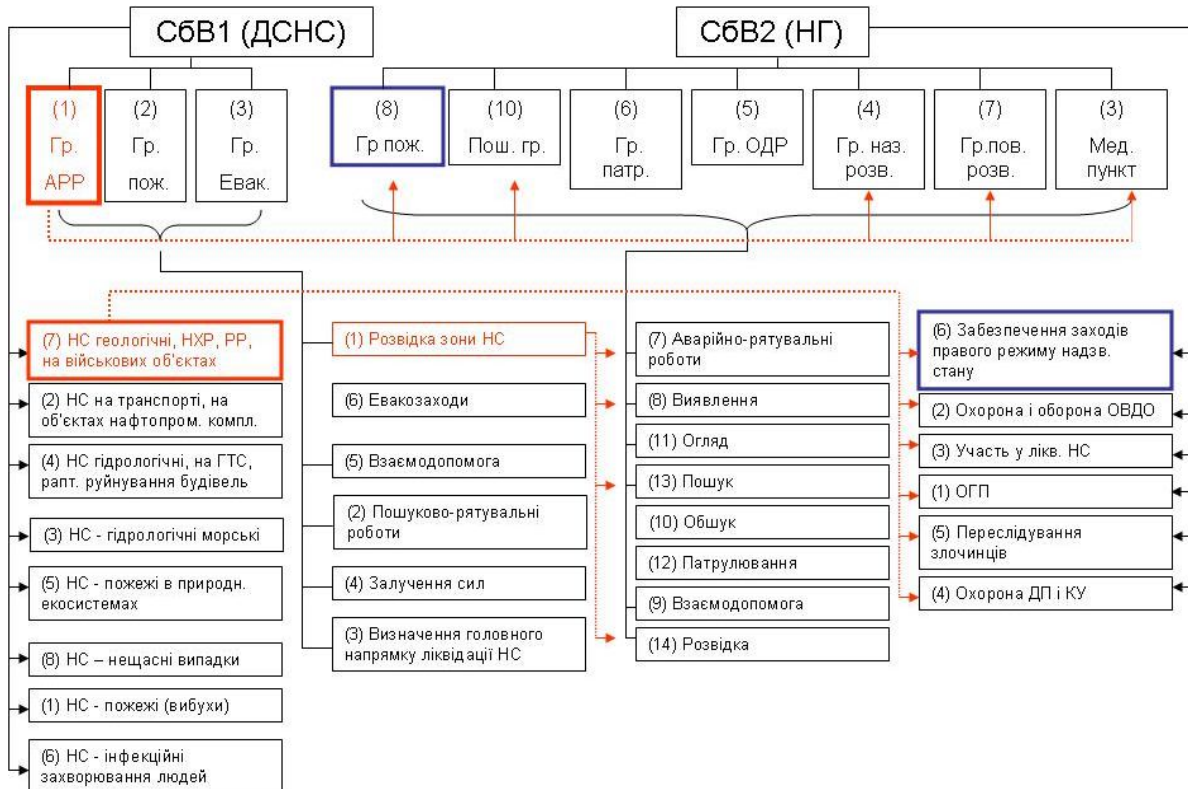 СбВ1 (ДСНС)
СбВ2 (НГ)
(1)
Гр.
АРР
(2)
Гр.
пож.
(3)
Гр.
Евак.
(8)
Гр пож.
(10)
Пош. гр.
(6)
Гр.
патр.
(5)
Гр. ОДР
(4)
Гр. наз.
розв.
(7)
Гр.пов.
розв.
(3)
Мед.
пункт
(7) НС геологічні, НХР, РР,
на військових об'єктах
(2) НС на транспорті, на
об'єктах нафтопром. компл.
(4) НС гідрологічні, на ГТС,
рапт. руйнування будівель
(3) НС - гідрологічні морські
(5) НС - пожежі в природн.
екосистемах
(8) НС – нещасні випадки
(1) НС - пожежі (вибухи)
(6) НС - інфекційні
захворювання людей
(1) Розвідка зони НС
(6) Евакозаходи
(5) Взаємодопомога
(2) Пошуково-рятувальні
роботи
(4) Залучення сил
(3) Визначення головного
напрямку ліквідації НС
(7) Аварійно-рятувальні
роботи
(8) Виявлення
(11) Огляд
(13) Пошук
(10) Обшук
(12) Патрулювання
(9) Взаємодопомога
(14) Розвідка
(6) Забезпечення заходів
правого режиму надзв.
стану
(2) Охорона і оборона ОВДО
(3) Участь у лікв. НС
(1) ОГП
(5) Переслідування
злочинців
(4) Охорона ДП і КУ